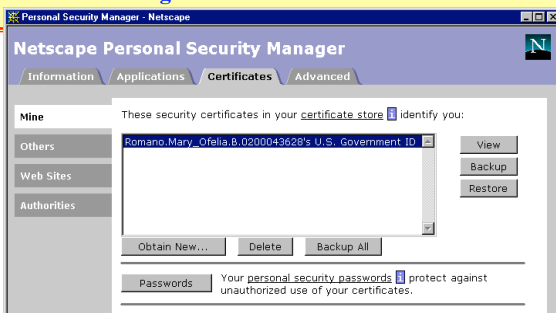 Personal Security Manager - Netscape
Netscape Personal Security Manager
N
Information
Applications
Certificates
Advanced
Mine
Others
Web Sites
Authorities
These security certificates in your certificate store i identify you:
Romano.Mary_Ofelia.B.0200043628's U.S. Government ID
View
Backup
Restore
Obtain New...
Delete
Backup All
Passwords
Your personal security passwords i protect against
unauthorized use of your certificates.